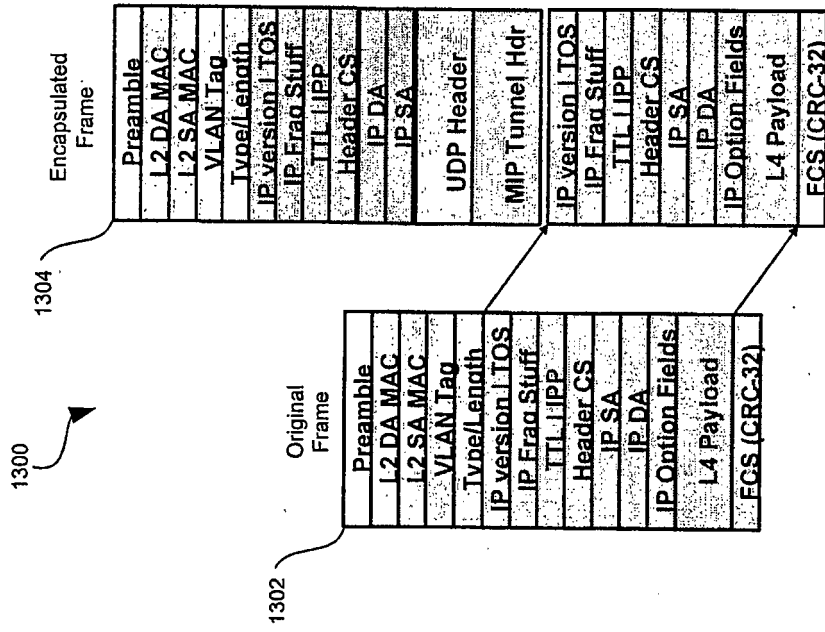 1300
1302
Original
Frame
Preamble
L2 DA MAC
L2 SA MAC
VLAN Tag
Type/Length
IP version | TOS
IP Frag Stuff
TTL | IPP
Header CS
IP SA
IP DA
IP Option Fields
L4 Payload
FCS (CRC-32)
1304
Encapsulated
Frame
Preamble
L2 DA MAC
L2 SA MAC
VLAN Tag
Type/Length
IP version | TOS
IP Frag Stuff
TTL | IPP
Header CS
IP DA
IP SA
UDP Header
MIP Tunnel Hdr
IP version | TOS
IP Frag Stuff
TTL | IPP
Header CS
IP SA
IP DA
IP Option Fields
L4 Payload
FCS (CRC-32)